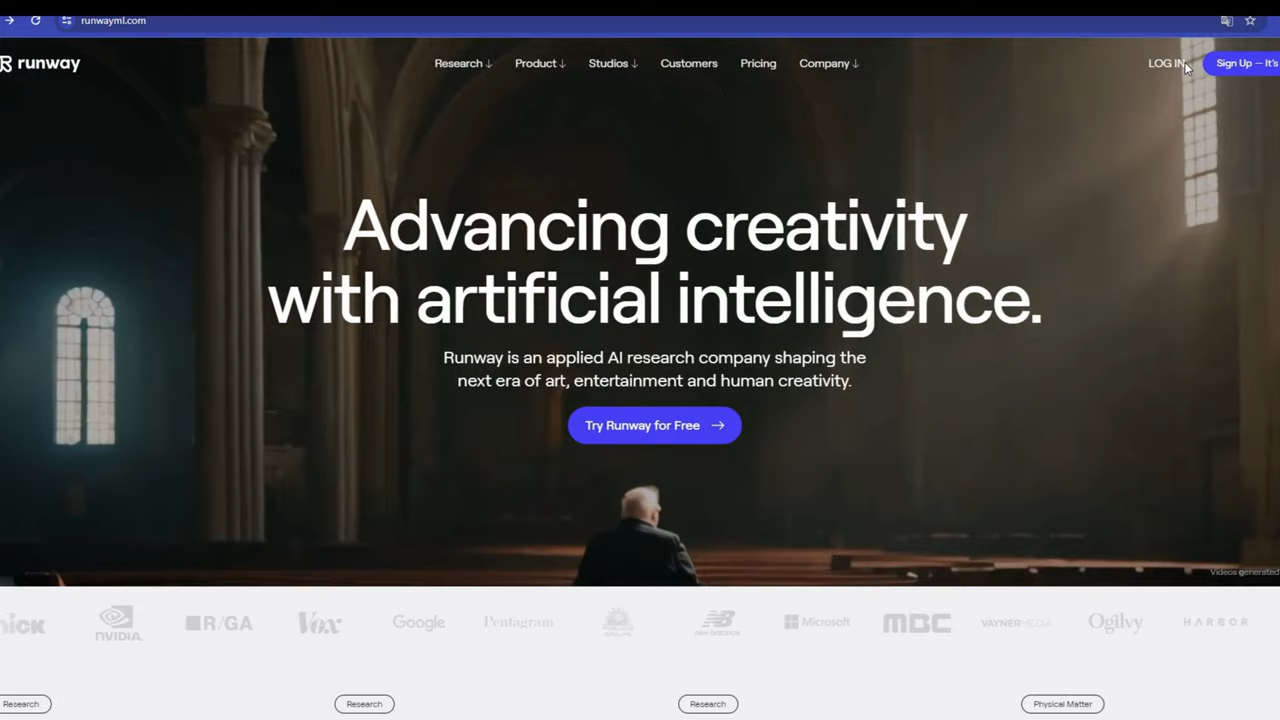 runwayml.com
runway
Research ↓
Product ↓
Studios ↓
Customers
Pricing
Company ↓
LOG IN
Sign Up — It's
Advancing creativity
with artificial intelligence.
Runway is an applied AI research company shaping the
next era of art, entertainment and human creativity.
Try Runway for Free →
Videos generated
nick
NVIDIA
R/GA
Vox
Google
Pentagram
new balance
Microsoft
MBC
VAYNERMEDIA
Ogilvy
HARBOR
Research
Research
Research
Physical Matter